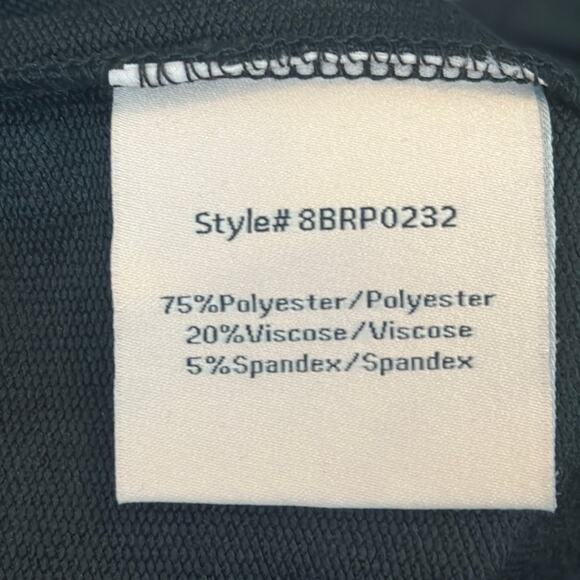 Style# 8BRP0232
75%Polyester/Polyester
20%Viscose/Viscose
5%Spandex/Spandex